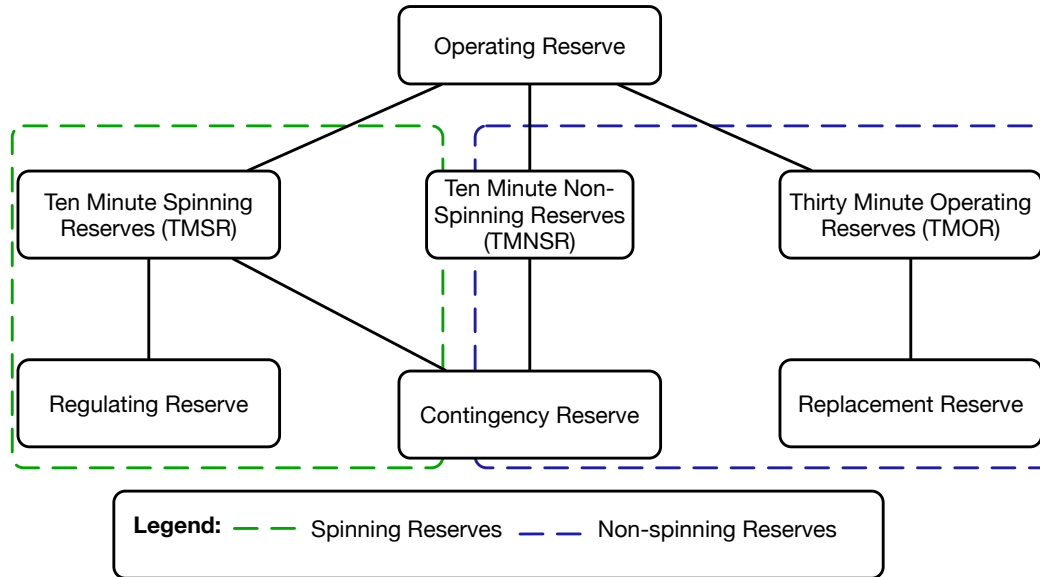 Operating Reserve
Ten Minute Spinning
Reserves (TMSR)
Ten Minute Non-
Spinning Reserves
(TMNSR)
Thirty Minute Operating
Reserves (TMOR)
Regulating Reserve
Contingency Reserve
Replacement Reserve
Legend: Spinning Reserves Non-spinning Reserves